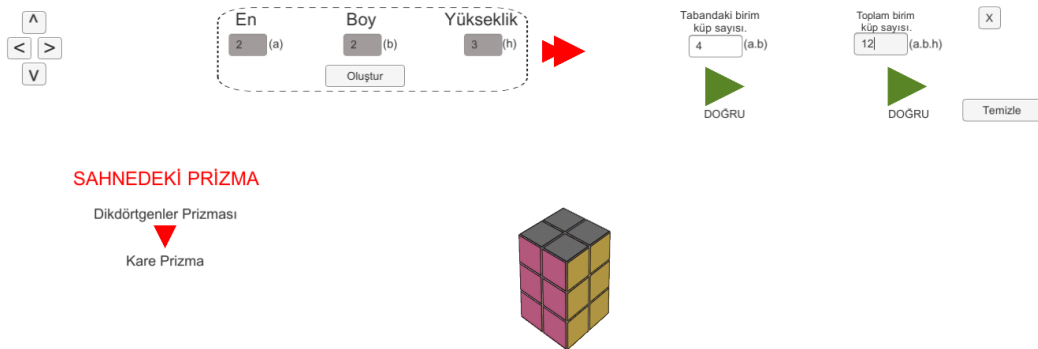 ^
< >
v
En Boy Yükseklik
2 (a) 2 (b) 3 (h)
Oluştur
Tabandaki birim
küp sayısı.
4 (a.b)
DOĞRU
Toplam birim
küp sayısı.
12 (a.b.h)
DOĞRU
X
Temizle
SAHNEDEKİ PRİZMA
Dikdörtgenler Prizması
Kare Prizma